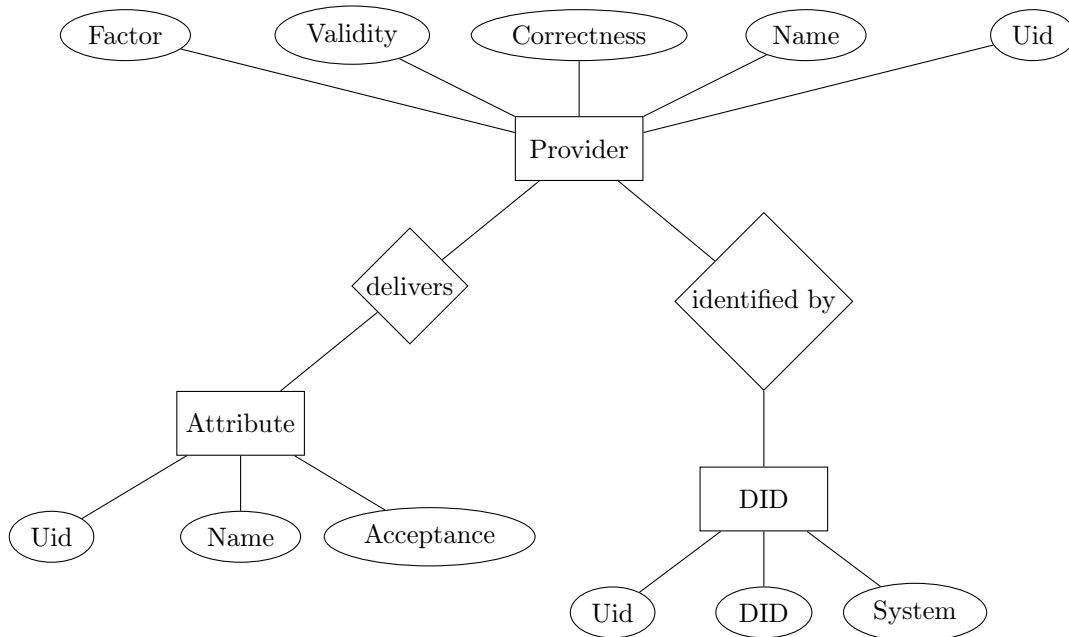 Factor
Validity
Correctness
Name
Uid
Provider
delivers
identified by
Attribute
DID
Uid
Name
Acceptance
Uid
DID
System